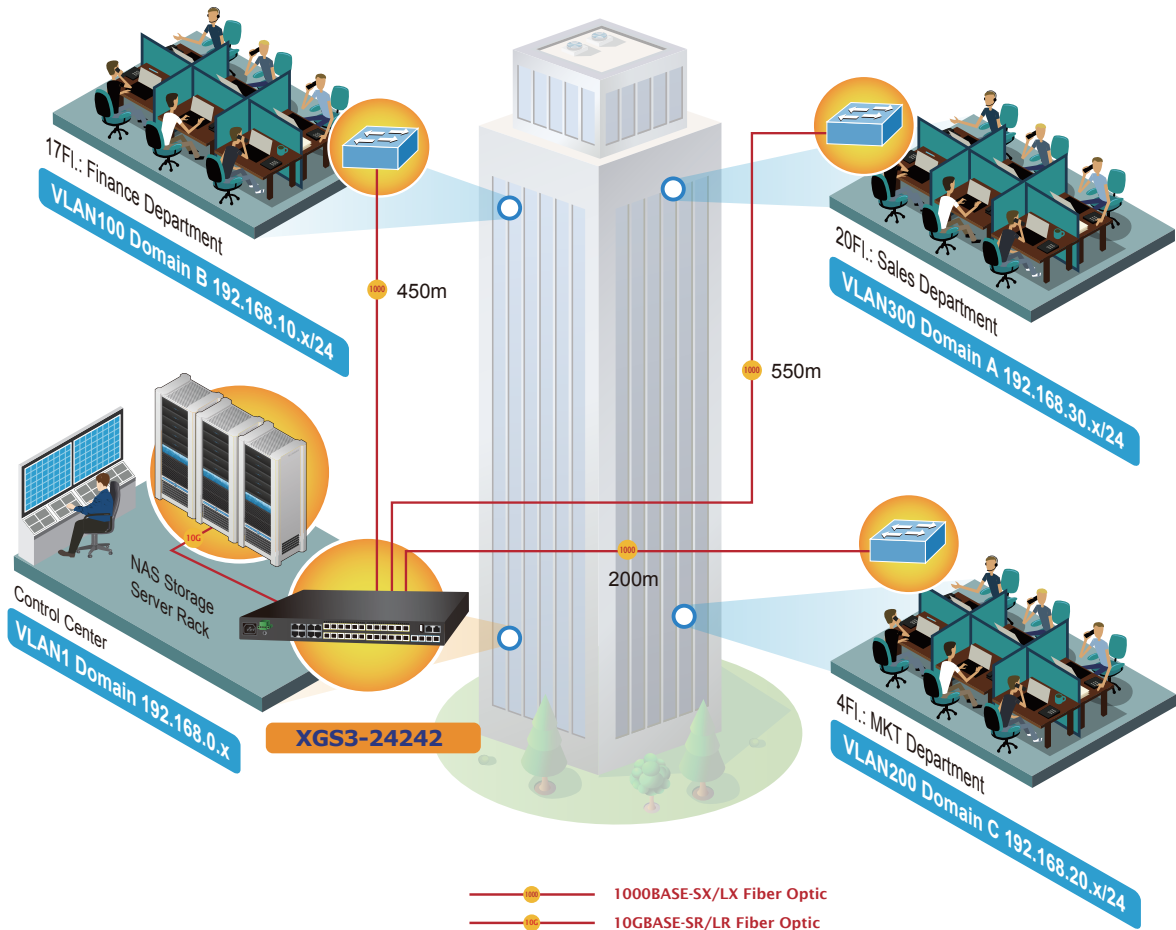 17Fl.: Finance Department
VLAN100 Domain B 192.168.10.x/24
1000
450m
20Fl.: Sales Department
VLAN300 Domain A 192.168.30.x/24
1000
550m
10G
NAS Storage
Server Rack
Control Center
VLAN1 Domain 192.168.0.x
XGS3-24242
1000
200m
4Fl.: MKT Department
VLAN200 Domain C 192.168.20.x/24
1000
1000BASE-SX/LX Fiber Optic
10G
10GBASE-SR/LR Fiber Optic